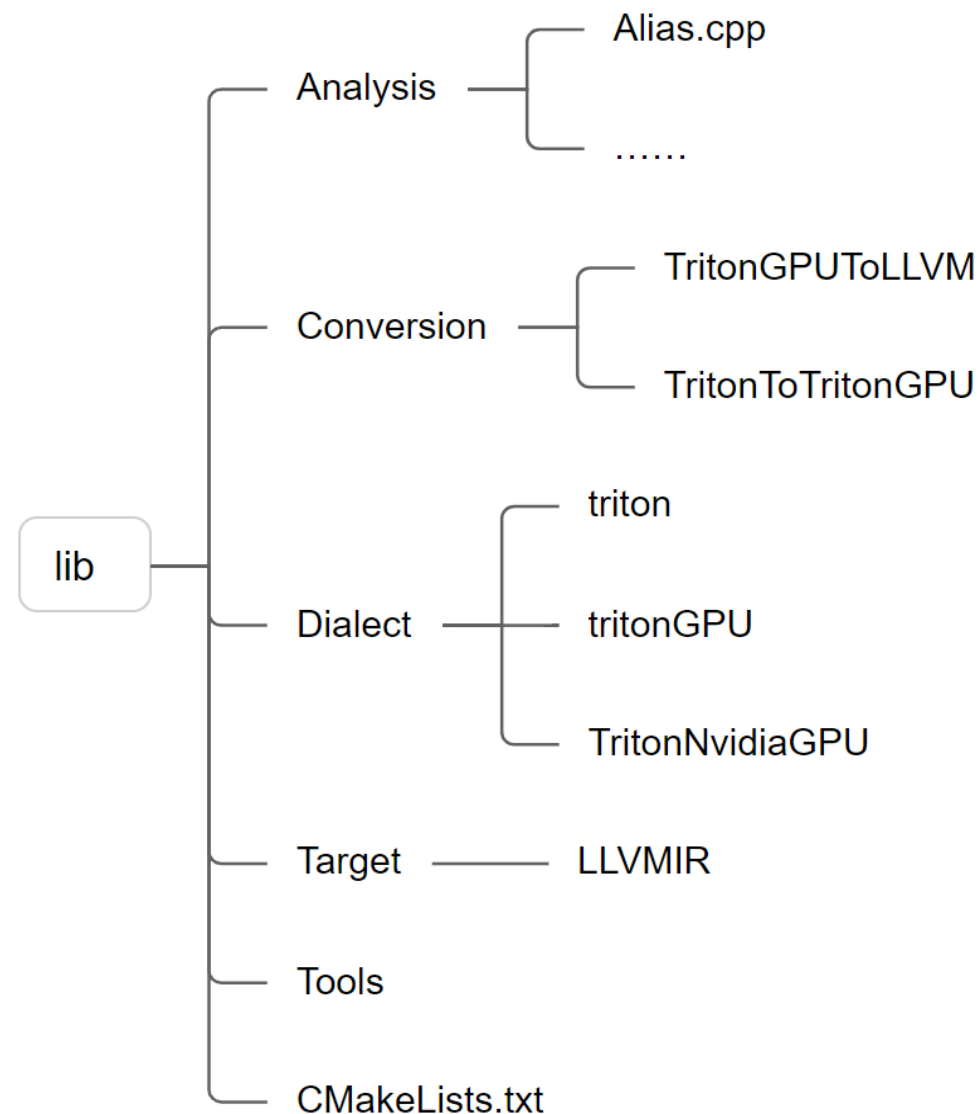 Alias.cpp
Analysis
……
TritonGPUToLLVM
Conversion
TritonToTritonGPU
triton
lib
Dialect
tritonGPU
TritonNvidiaGPU
Target
LLVMIR
Tools
CMakeLists.txt